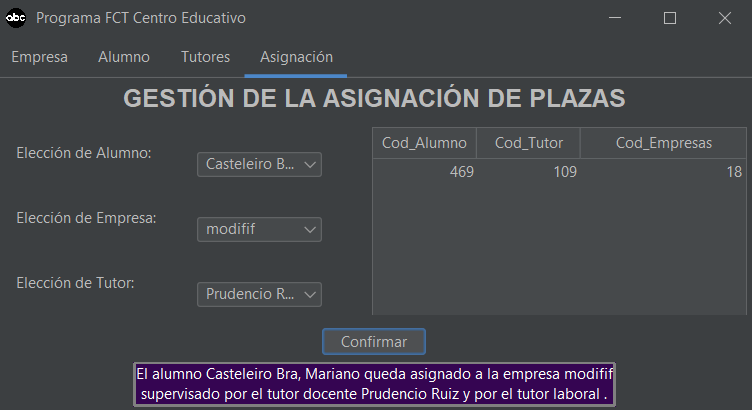 abc
Programa FCT Centro Educativo
Empresa Alumno Tutores Asignación
GESTIÓN DE LA ASIGNACIÓN DE PLAZAS
Elección de Alumno:
Casteleiro B...
Elección de Empresa:
modifif
Elección de Tutor:
Prudencio R...
Cod_Alumno Cod_Tutor Cod_Empresas
469 109 18
Confirmar
El alumno Casteleiro Bra, Mariano queda asignado a la empresa modifif
supervisado por el tutor docente Prudencio Ruiz y por el tutor laboral .